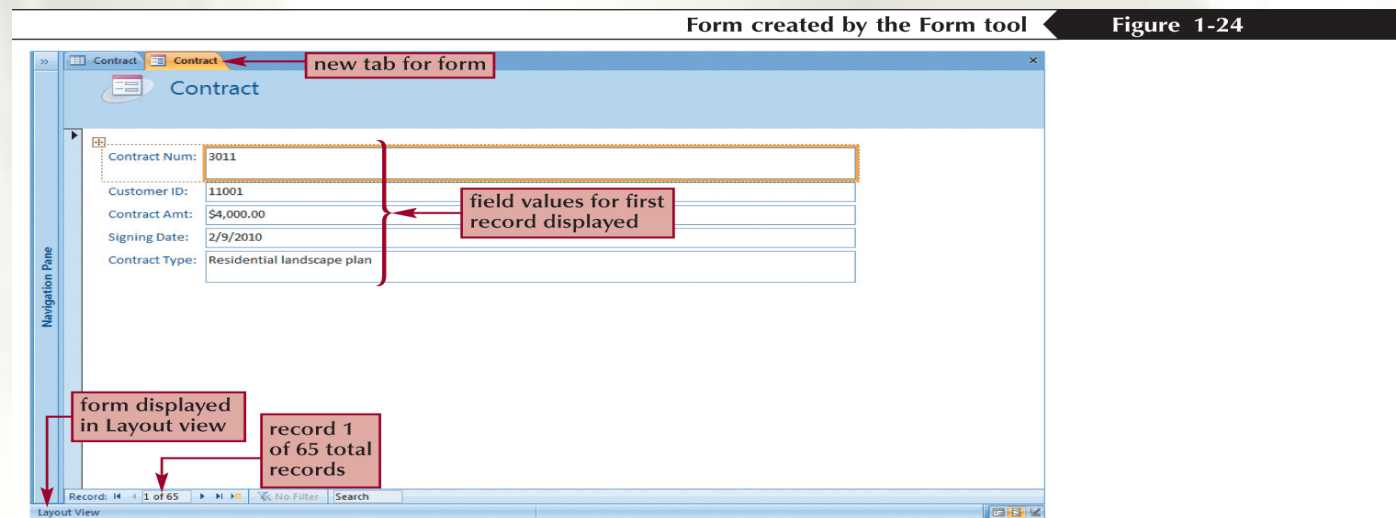 Form created by the Form tool Figure 1-24
Contract Contract
new tab for form
Contract
Contract Num: 3011
Customer ID: 11001
Contract Amt: $4,000.00
Signing Date: 2/9/2010
Contract Type: Residential landscape plan
field values for first
record displayed
Navigation Pane
form displayed
in Layout view
record 1
of 65 total
records
Record: 1 of 65 No Filter Search
Layout View